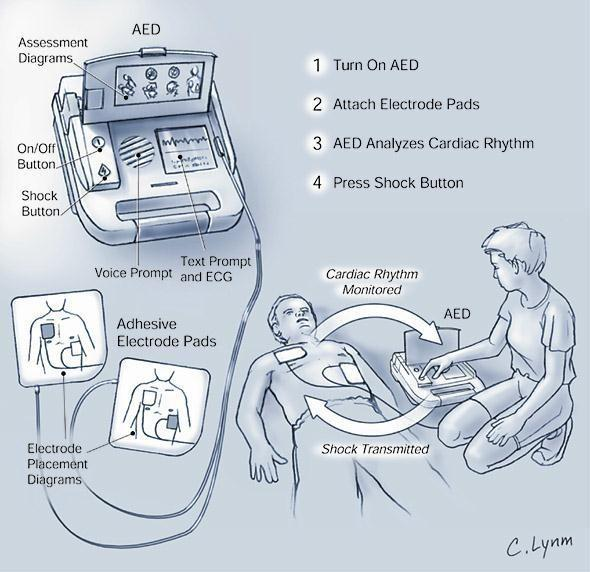 AED
Assessment
Diagrams
On/Off
Button
Shock
Button
Voice Prompt
Text Prompt
and ECG
1 Turn On AED
2 Attach Electrode Pads
3 AED Analyzes Cardiac Rhythm
4 Press Shock Button
Adhesive
Electrode Pads
Electrode
Placement
Diagrams
Cardiac Rhythm
Monitored
AED
Shock Transmitted
C. Lynm